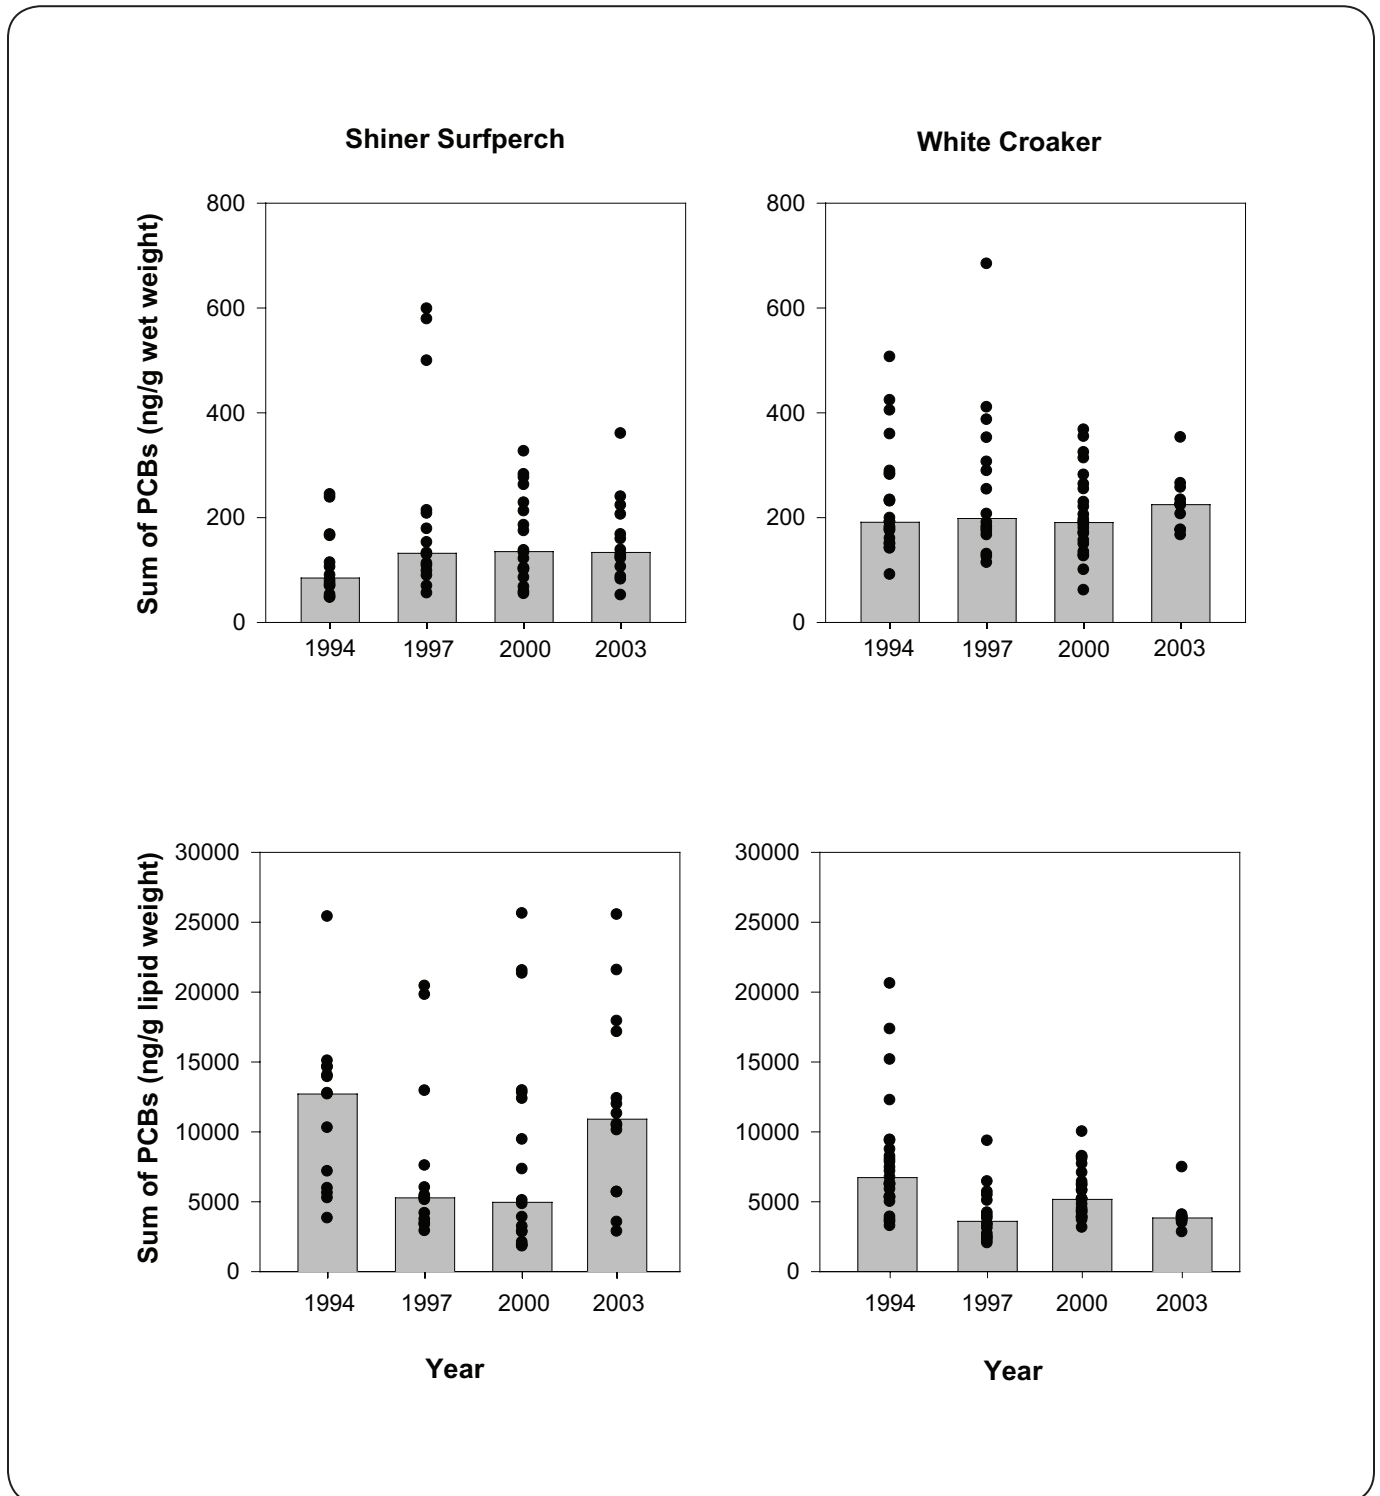 Shiner Surfperch
White Croaker
Sum of PCBs (ng/g wet weight)
800
600
400
200
0
1994 1997 2000 2003
800
600
400
200
0
1994 1997 2000 2003
Sum of PCBs (ng/g lipid weight)
30000
25000
20000
15000
10000
5000
0
1994 1997 2000 2003
Year
30000
25000
20000
15000
10000
5000
0
1994 1997 2000 2003
Year